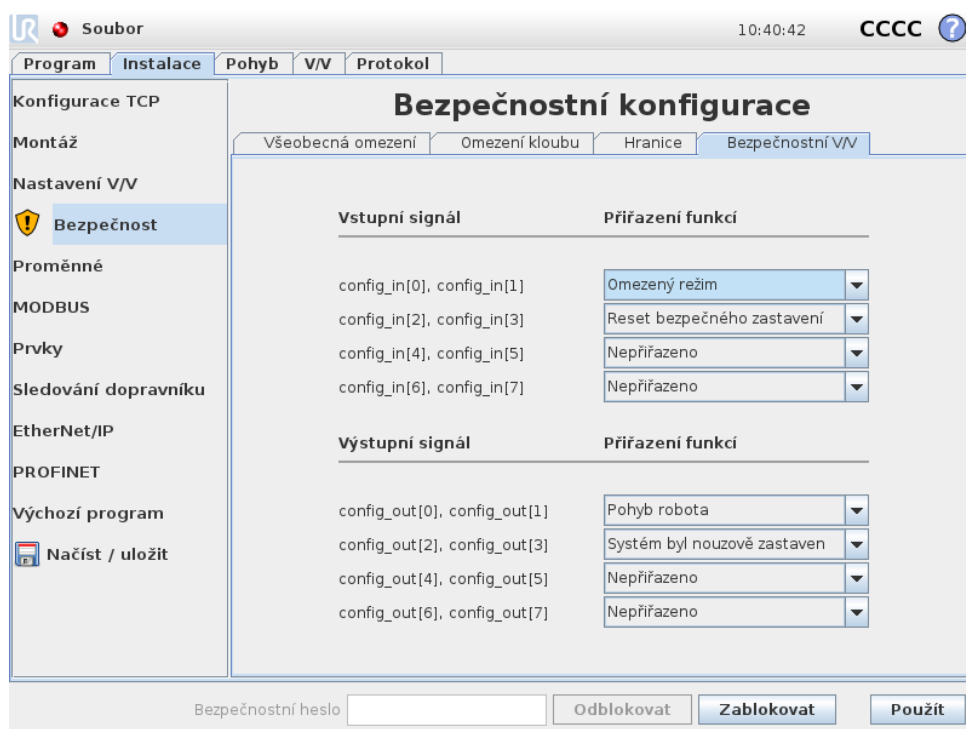 UR Soubor 10:40:42 CCCC ?
Program Instalace Pohyb V/V Protokol
Konfigurace TCP
Montáž
Nastavení V/V
Bezpečnost
Proměnné
MODBUS
Prvky
Sledování dopravníku
EtherNet/IP
PROFINET
Výchozí program
Načíst / uložit
Bezpečnostní konfigurace
Všeobecná omezení Omezení kloubu Hranice Bezpečnostní V/V
Vstupní signál Přiřazení funkcí
config_in[0], config_in[1] Omezený režim
config_in[2], config_in[3] Reset bezpečného zastavení
config_in[4], config_in[5] Nepřiřazeno
config_in[6], config_in[7] Nepřiřazeno
Výstupní signál Přiřazení funkcí
config_out[0], config_out[1] Pohyb robota
config_out[2], config_out[3] Systém byl nouzově zastaven
config_out[4], config_out[5] Nepřiřazeno
config_out[6], config_out[7] Nepřiřazeno
Bezpečnostní heslo Odblokovat Zablokovat Použít